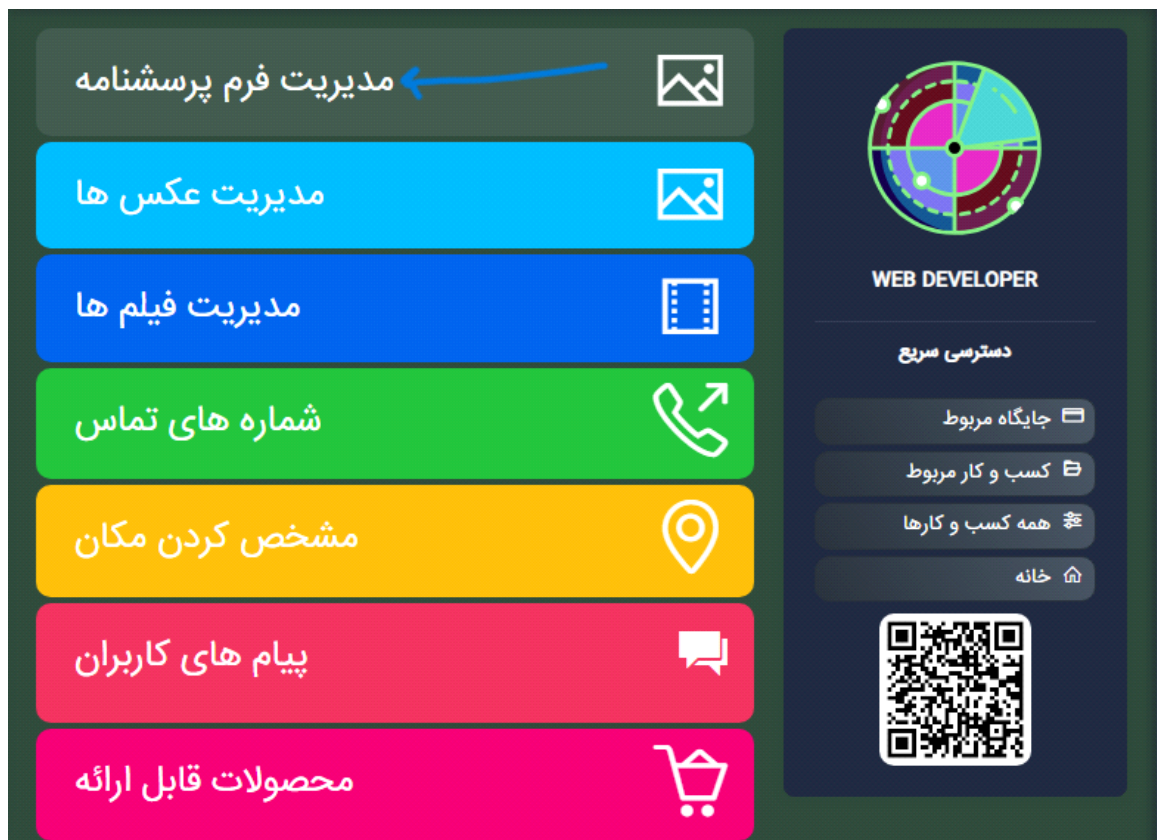 مدیریت فرم پرسشنامه
مدیریت عکس ها
مدیریت فیلم ها
شماره های تماس
مشخص کردن مکان
پیام های کاربران
محصولات قابل ارائه
WEB DEVELOPER
دسترسی سریع
جایگاه مربوط
کسب و کار مربوط
همه کسب و کارها
خانه